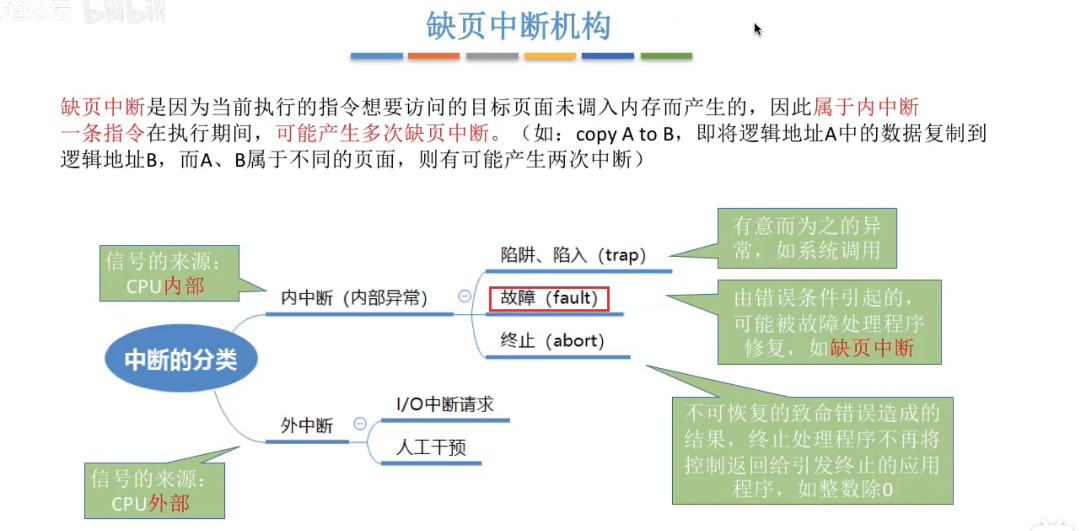 缺页中断机构
缺页中断是因为当前执行的指令想要访问的目标页面未调入内存而产生的，因此属于内中断
一条指令在执行期间，可能产生多次缺页中断。（如：copy A to B，即将逻辑地址A中的数据复制到
逻辑地址B，而A、B属于不同的页面，则有可能产生两次中断）
信号的来源：
CPU内部
内中断（内部异常）
陷阱、陷入（trap）
有意而为之的异
常，如系统调用
故障（fault）
由错误条件引起的，
可能被故障处理程序
修复，如缺页中断
终止（abort）
中断的分类
不可恢复的致命错误造成的
结果，终止处理程序不再将
控制返回给引发终止的应用
程序，如整数除0
外中断
I/O中断请求
人工干预
信号的来源：
CPU外部